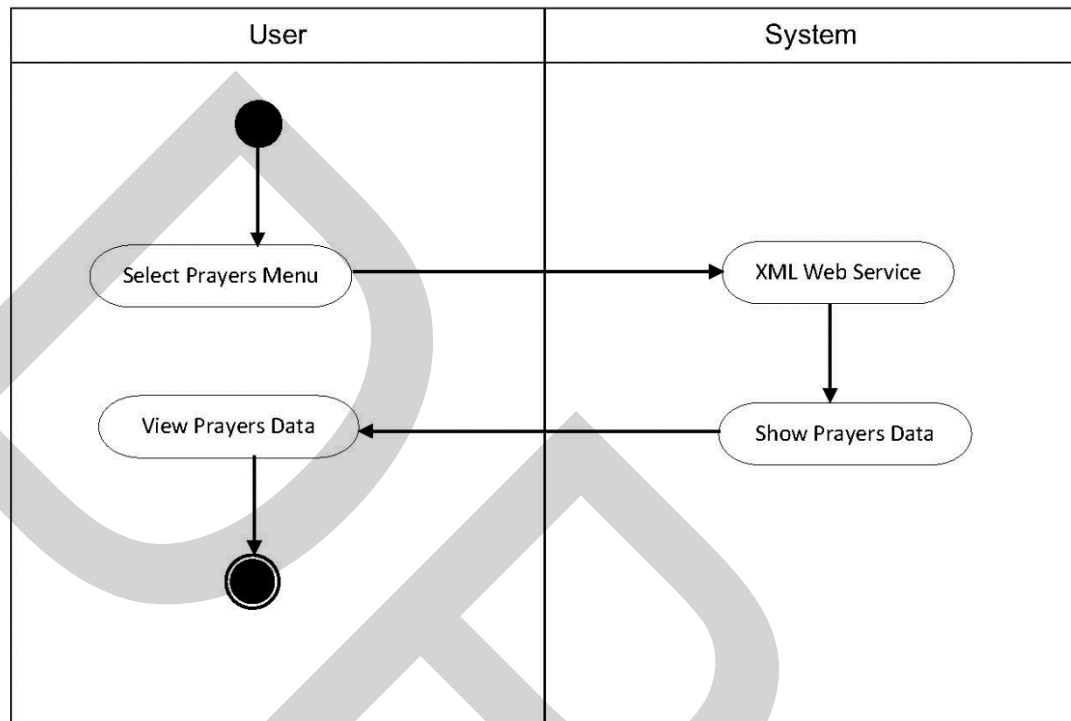 User
System
Select Prayers Menu
XML Web Service
View Prayers Data
Show Prayers Data